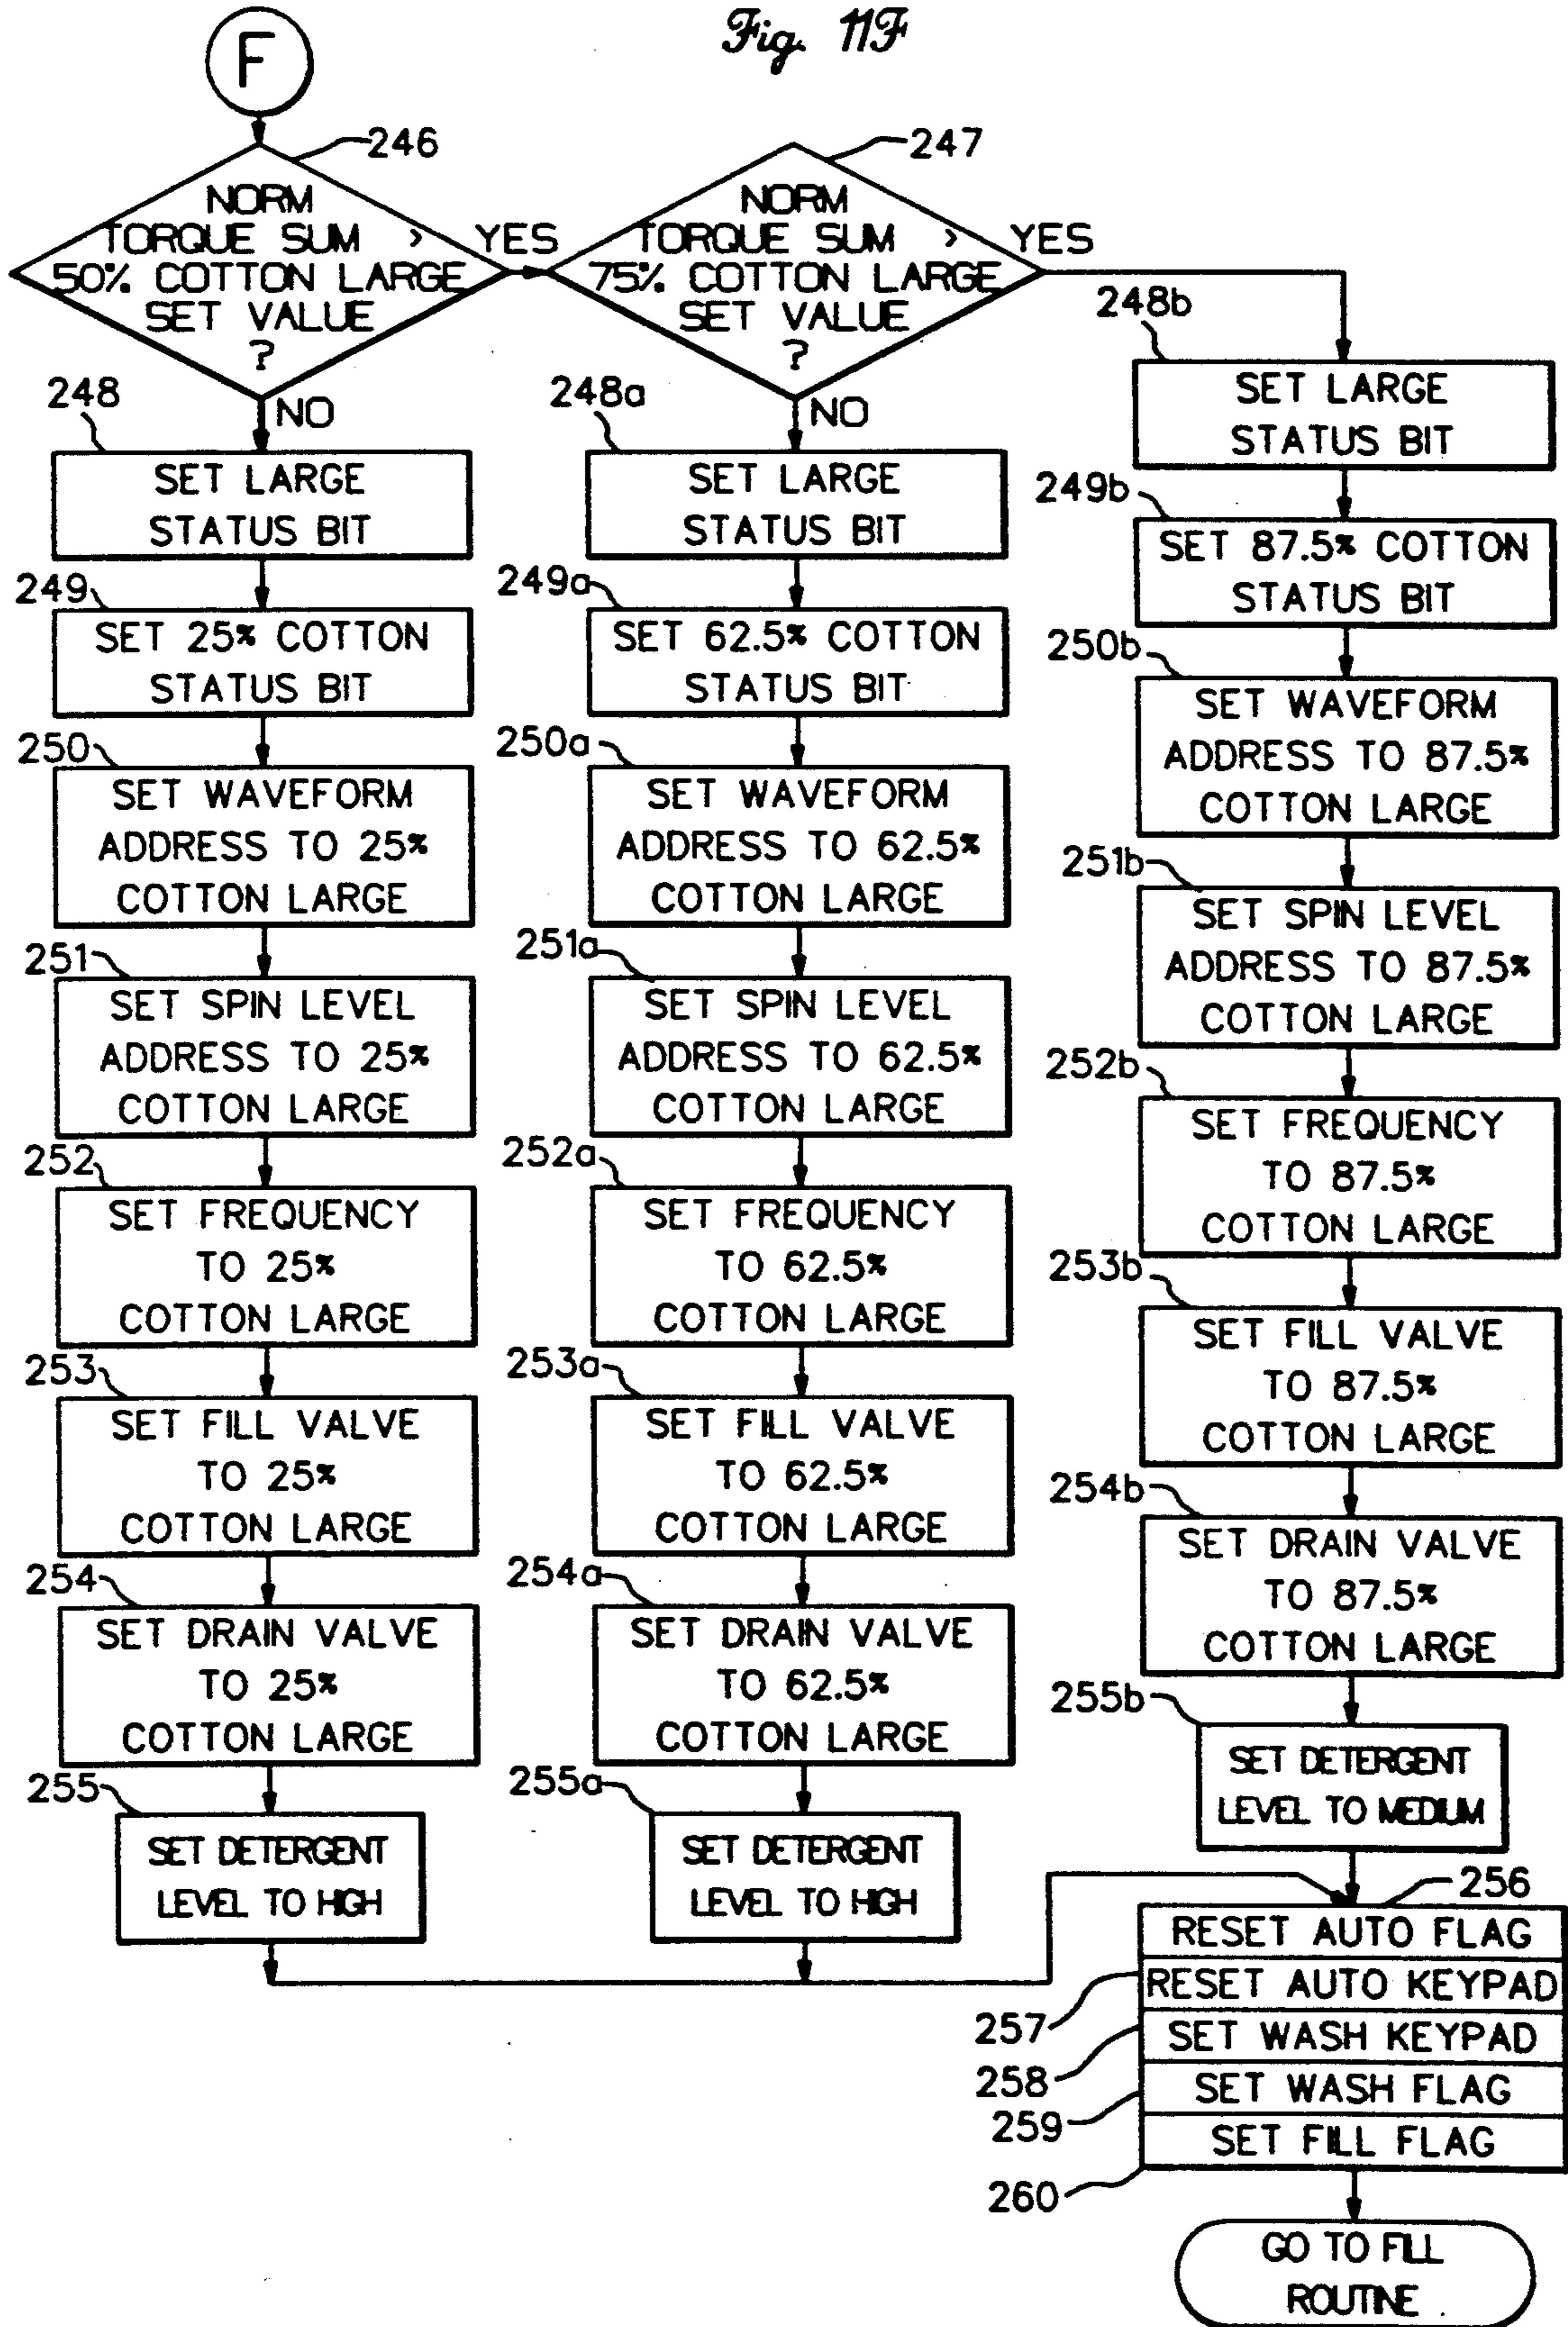 Fig. 11F
F
246
NORM
TORQUE SUM >
50% COTTON LARGE
SET VALUE
?
YES
NO
247
NORM
TORQUE SUM >
75% COTTON LARGE
SET VALUE
?
YES
NO
248
SET LARGE
STATUS BIT
249
SET 25% COTTON
STATUS BIT
250
SET WAVEFORM
ADDRESS TO 25%
COTTON LARGE
251
SET SPIN LEVEL
ADDRESS TO 25%
COTTON LARGE
252
SET FREQUENCY
TO 25%
COTTON LARGE
253
SET FILL VALVE
TO 25%
COTTON LARGE
254
SET DRAIN VALVE
TO 25%
COTTON LARGE
255
SET DETERGENT
LEVEL TO HIGH
248a
SET LARGE
STATUS BIT
249a
SET 62.5% COTTON
STATUS BIT
250a
SET WAVEFORM
ADDRESS TO 62.5%
COTTON LARGE
251a
SET SPIN LEVEL
ADDRESS TO 62.5%
COTTON LARGE
252a
SET FREQUENCY
TO 62.5%
COTTON LARGE
253a
SET FILL VALVE
TO 62.5%
COTTON LARGE
254a
SET DRAIN VALVE
TO 62.5%
COTTON LARGE
255a
SET DETERGENT
LEVEL TO HIGH
248b
SET LARGE
STATUS BIT
249b
SET 87.5% COTTON
STATUS BIT
250b
SET WAVEFORM
ADDRESS TO 87.5%
COTTON LARGE
251b
SET SPIN LEVEL
ADDRESS TO 87.5%
COTTON LARGE
252b
SET FREQUENCY
TO 87.5%
COTTON LARGE
253b
SET FILL VALVE
TO 87.5%
COTTON LARGE
254b
SET DRAIN VALVE
TO 87.5%
COTTON LARGE
255b
SET DETERGENT
LEVEL TO MEDIUM
256
RESET AUTO FLAG
257
RESET AUTO KEYPAD
258
SET WASH KEYPAD
259
SET WASH FLAG
260
SET FILL FLAG
GO TO FILL
ROUTINE